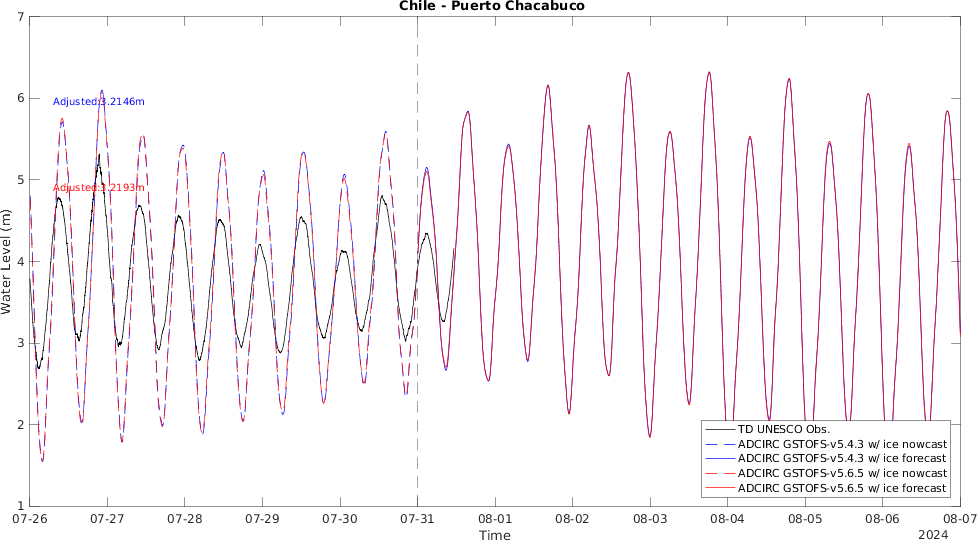 Chile - Puerto Chacabuco
7
6
5
4
3
2
1
Water Level (m)
Adjusted:3.2146m
Adjusted:3.2193m
TD UNESCO Obs.
ADCIRC GSTOFS-v5.4.3 w/ ice nowcast
ADCIRC GSTOFS-v5.4.3 w/ ice forecast
ADCIRC GSTOFS-v5.6.5 w/ ice nowcast
ADCIRC GSTOFS-v5.6.5 w/ ice forecast
07-26 07-27 07-28 07-29 07-30 07-31 08-01 08-02 08-03 08-04 08-05 08-06 08-07
Time
2024